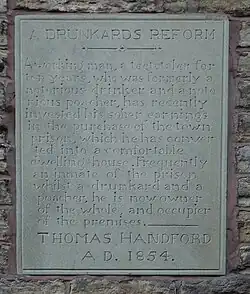 A DRUNKARDS REFORM
A working man, a teetotaler for
ten years, who was formerly a
notorious drinker and a noto
rious poacher, has recently
invested his sober earnings
in the purchase of the town
prison, which he has conver
ted into a comfortable
dwelling house. Frequently
an inmate of the prison,
whilst a drunkard and a
poacher, he is now owner
of the whole, and occupier
of the premises.
THOMAS HANDFORD
A D. 1854.